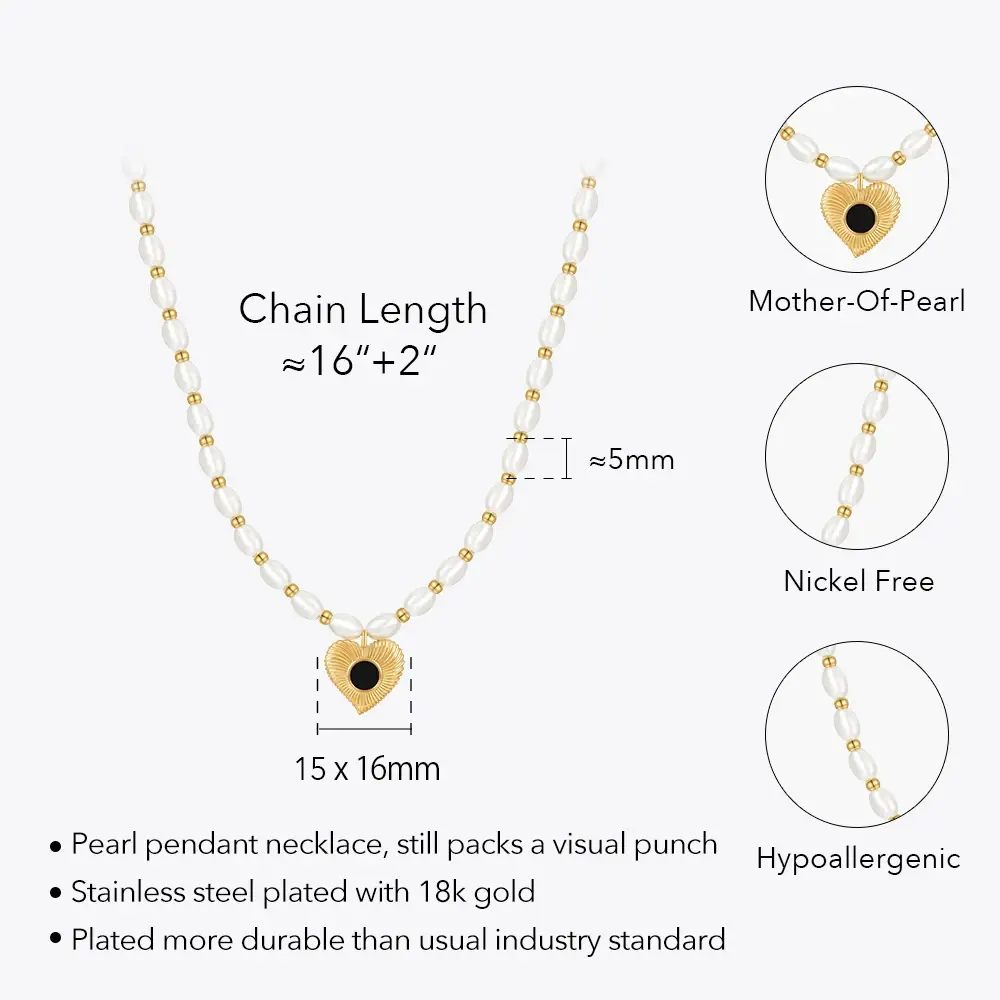 Chain Length
≈16“+2“
≈5mm
15 x 16mm
Mother-Of-Pearl
Nickel Free
Hypoallergenic
• Pearl pendant necklace, still packs a visual punch
• Stainless steel plated with 18k gold
• Plated more durable than usual industry standard